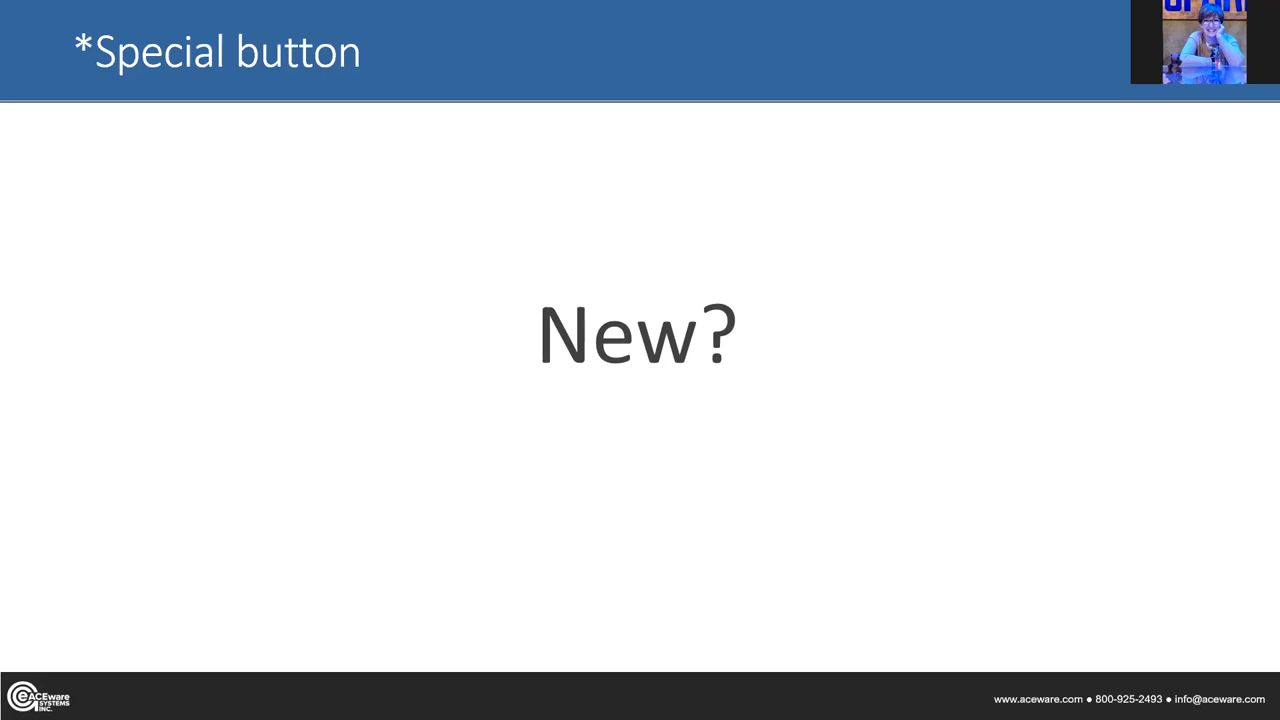 *Special button
New?
ACEware
SYSTEMS
INC.
www.aceware.com ● 800-925-2493 ● info@aceware.com